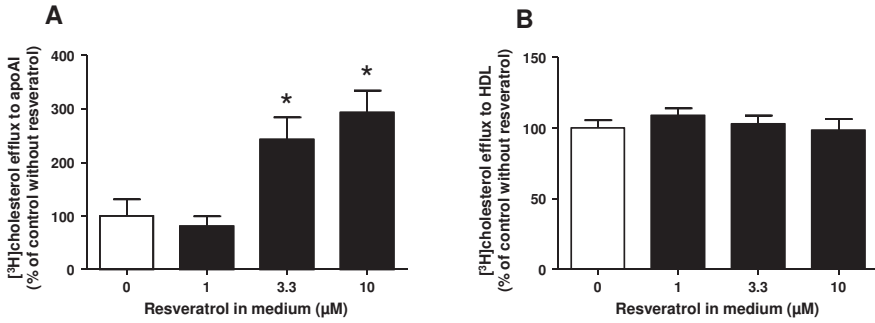 A
[³H]cholesterol efflux to apoAI
(% of control without resveratrol)
400
300
200
100
0
*
*
0 1 3.3 10
Resveratrol in medium (µM)
B
[³H]cholesterol efflux to HDL
(% of control without resveratrol)
150
100
50
0
0 1 3.3 10
Resveratrol in medium (µM)